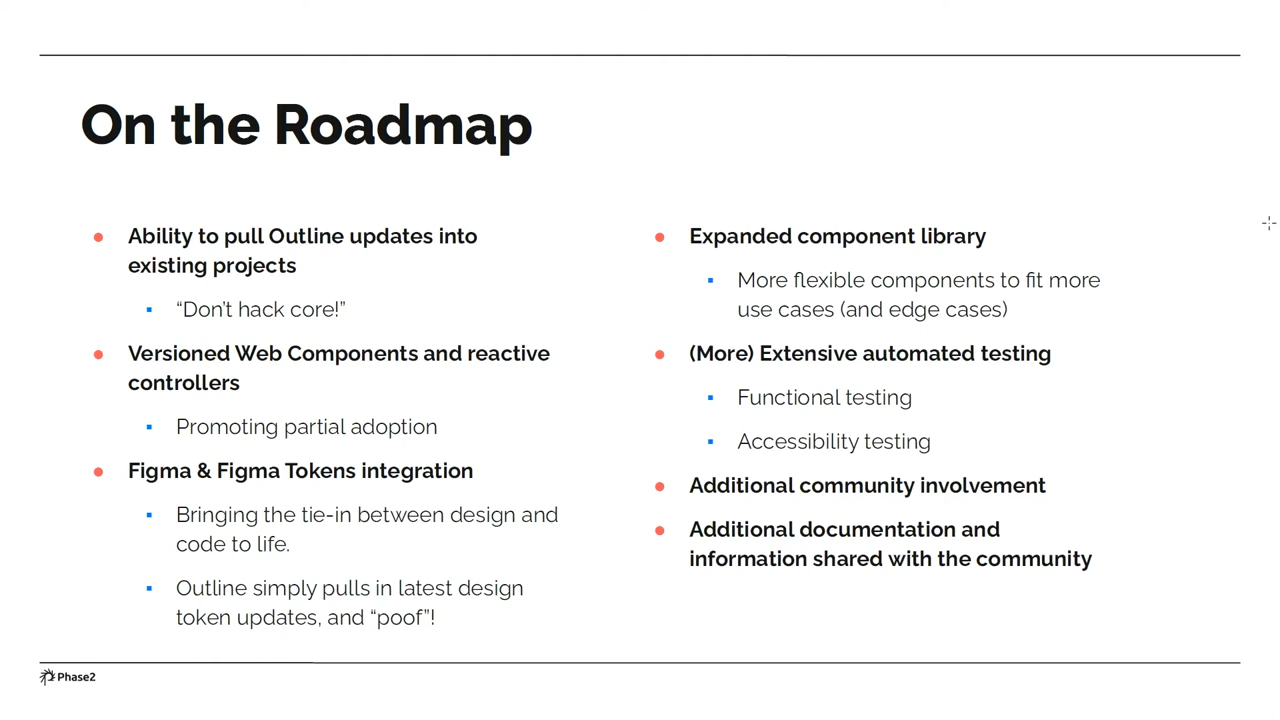 On the Roadmap
● Ability to pull Outline updates into
existing projects
▪ “Don’t hack core!”
● Versioned Web Components and reactive
controllers
▪ Promoting partial adoption
● Figma & Figma Tokens integration
▪ Bringing the tie-in between design and
code to life.
▪ Outline simply pulls in latest design
token updates, and “poof”!
● Expanded component library
▪ More flexible components to fit more
use cases (and edge cases)
● (More) Extensive automated testing
▪ Functional testing
▪ Accessibility testing
● Additional community involvement
● Additional documentation and
information shared with the community
Phase2